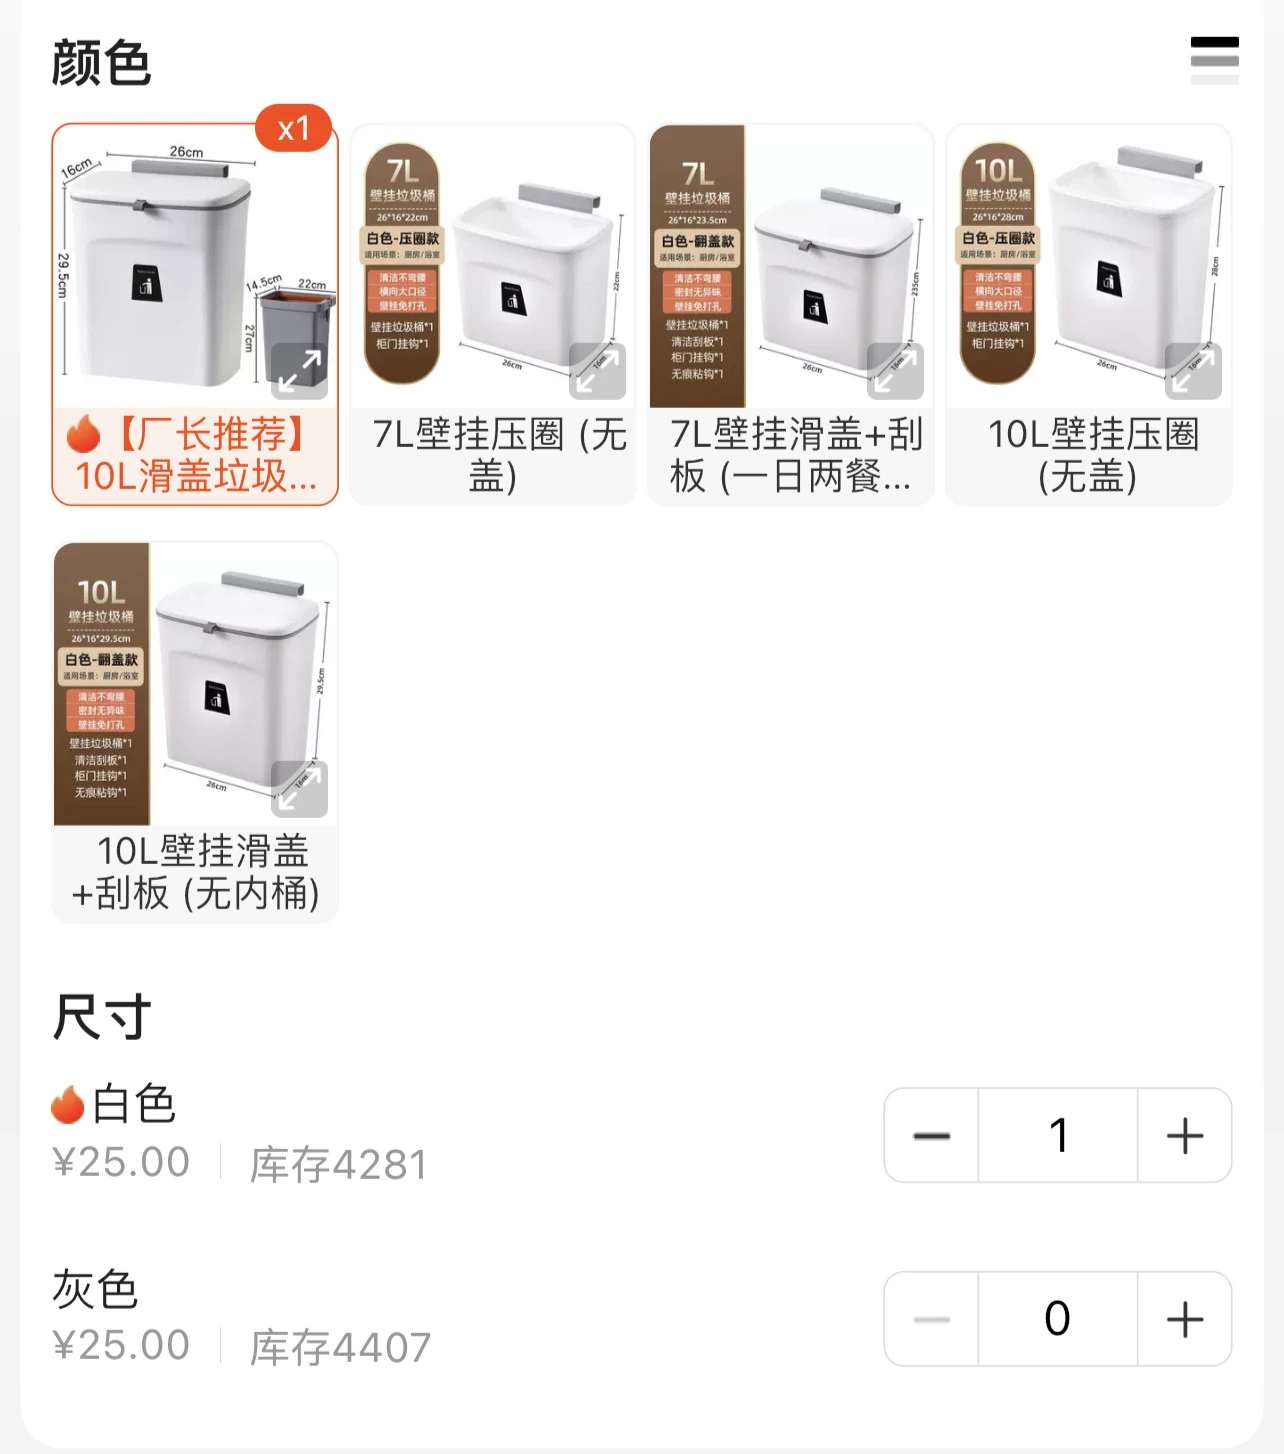 颜色
x1
26cm
16cm
29.5cm
14.5cm
22cm
27cm
🔥【厂长推荐】
10L滑盖垃圾...
7L
壁挂垃圾桶
26*16*22cm
白色-压圈款
适用场景：厨房/浴室
清洁不弯腰
横向大口径
壁挂免打孔
壁挂垃圾桶*1
柜门挂钩*1
22cm
26cm
16m
7L壁挂压圈 (无
盖)
7L
壁挂垃圾桶
26*16*23.5cm
白色-翻盖款
适用场景：厨房/浴室
清洁不弯腰
密封无异味
壁挂免打孔
壁挂垃圾桶*1
清洁刮板*1
柜门挂钩*1
无痕粘钩*1
235cm
26cm
16m
7L壁挂滑盖+刮
板 (一日两餐...
10L
壁挂垃圾桶
26*16*28cm
白色-压圈款
适用场景：厨房/浴室
清洁不弯腰
横向大口径
壁挂免打孔
壁挂垃圾桶*1
柜门挂钩*1
28cm
26cm
16m
10L壁挂压圈
(无盖)
10L
壁挂垃圾桶
26*16*29.5cm
白色-翻盖款
适用场景：厨房/浴室
清洁不弯腰
密封无异味
壁挂免打孔
壁挂垃圾桶*1
清洁刮板*1
柜门挂钩*1
无痕粘钩*1
29.5cm
26cm
16m
10L壁挂滑盖
+刮板 (无内桶)
尺寸
🔥白色
¥25.00 | 库存4281
1
灰色
¥25.00 | 库存4407
0